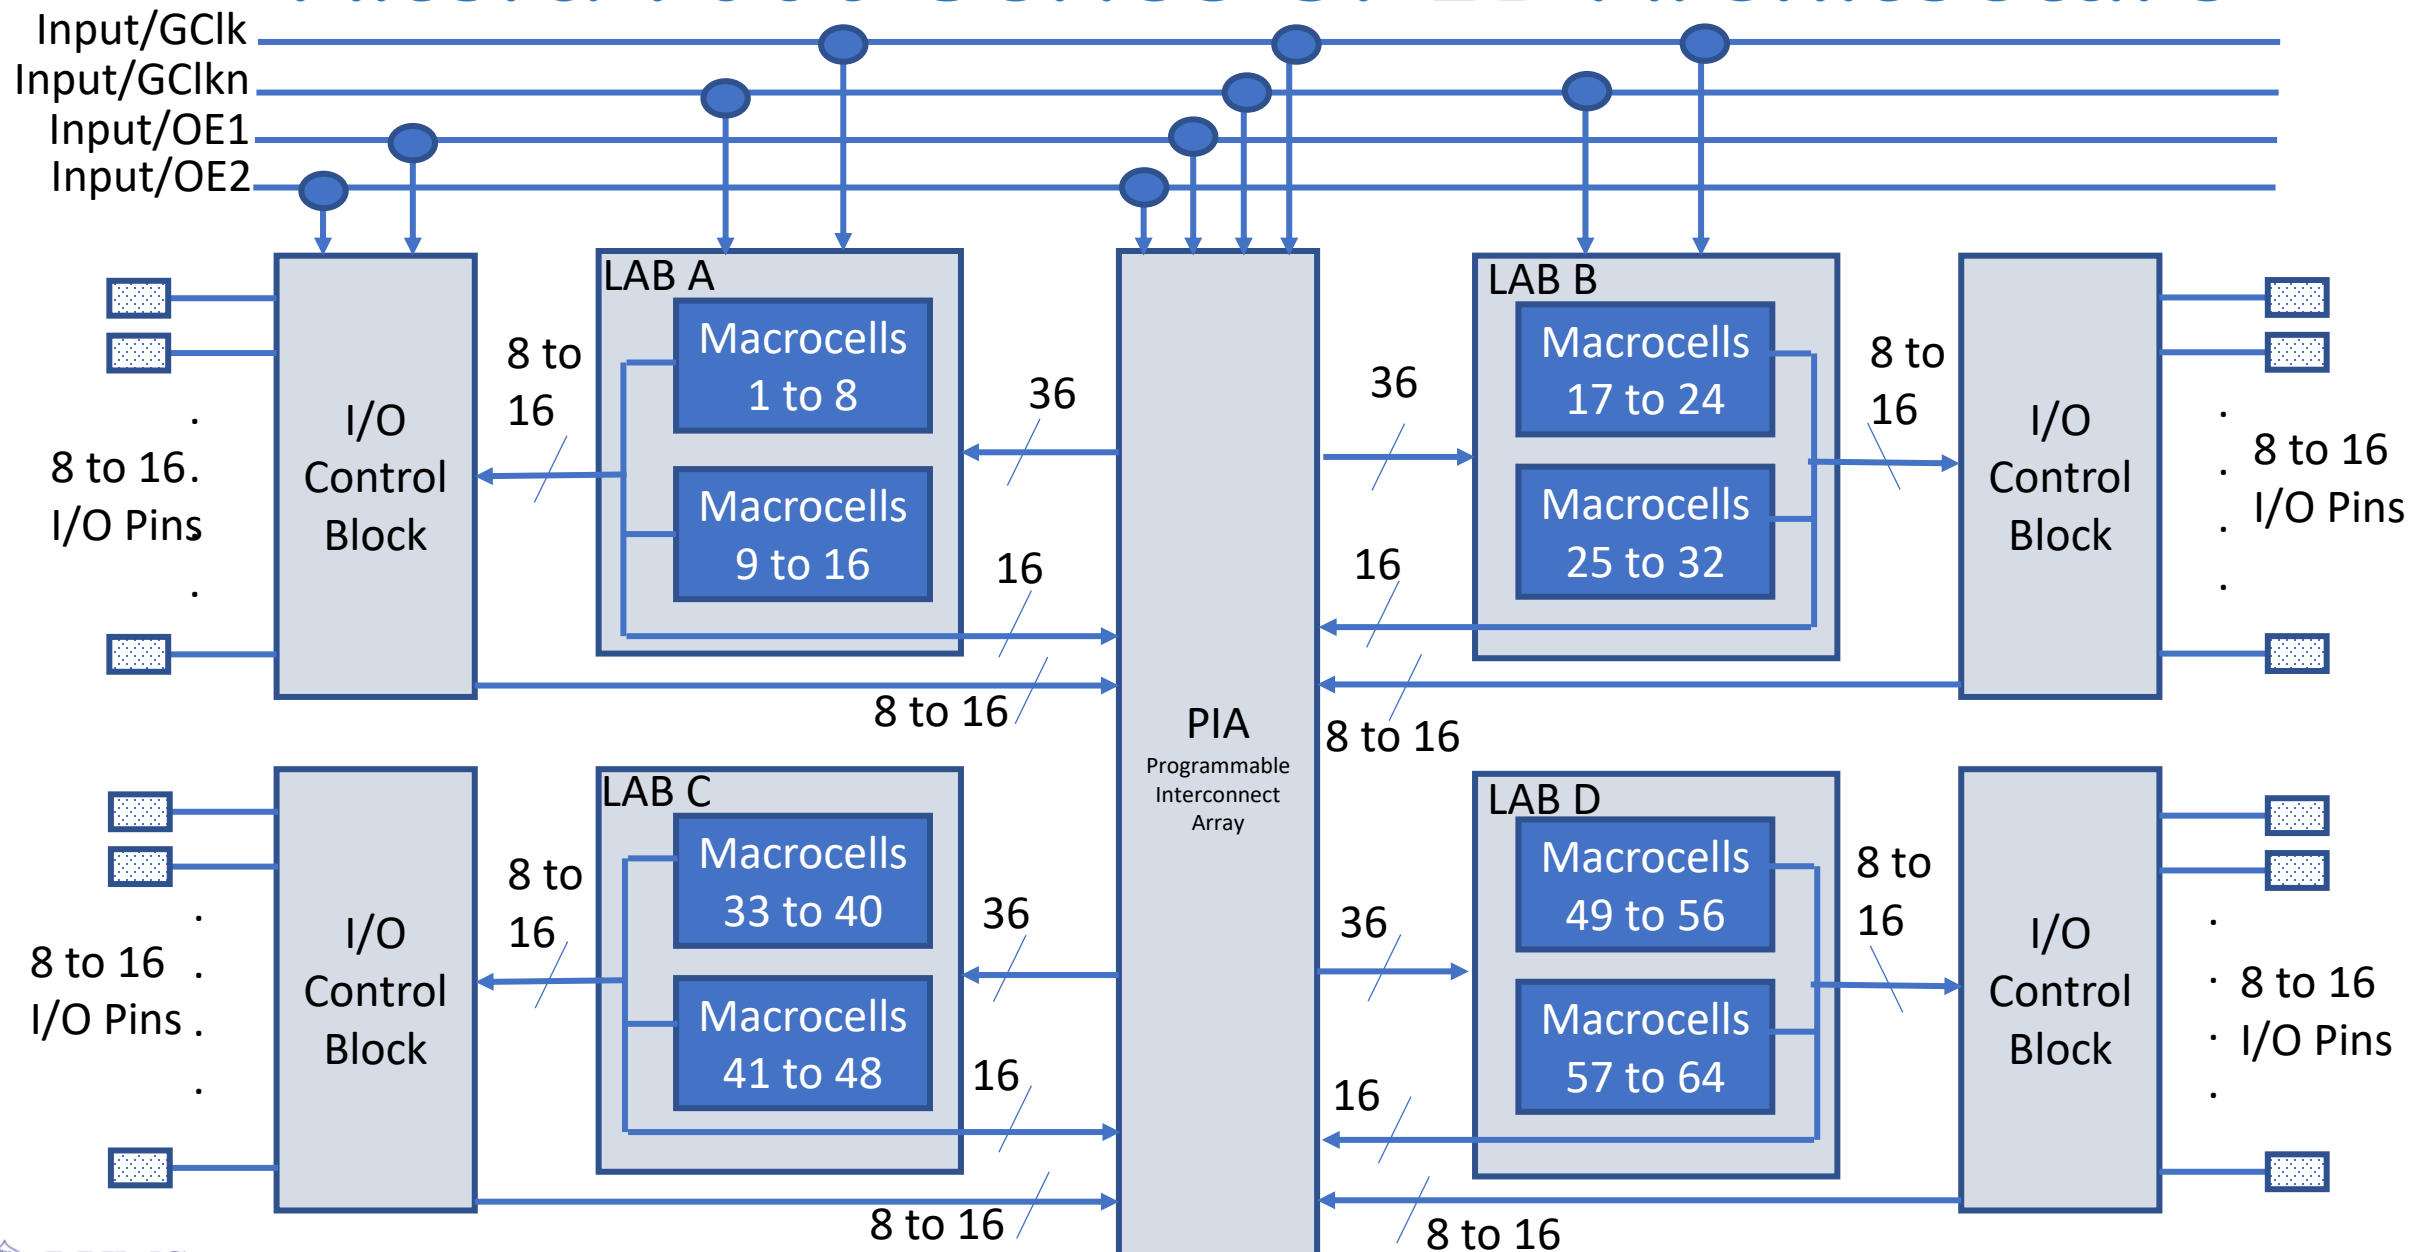 Input/GClk
Input/GClkn
Input/OE1
Input/OE2
LAB A
LAB B
Macrocells
1 to 8
Macrocells
17 to 24
8 to
16
36
36
8 to
16
I/O
Control
Block
I/O
Control
Block
8 to 16
I/O Pins
8 to 16
I/O Pins
Macrocells
9 to 16
Macrocells
25 to 32
16
16
8 to 16
8 to 16
PIA
Programmable
Interconnect
Array
LAB C
LAB D
Macrocells
33 to 40
Macrocells
49 to 56
8 to
16
36
36
8 to
16
I/O
Control
Block
I/O
Control
Block
8 to 16
I/O Pins
8 to 16
I/O Pins
Macrocells
41 to 48
Macrocells
57 to 64
16
16
8 to 16
8 to 16